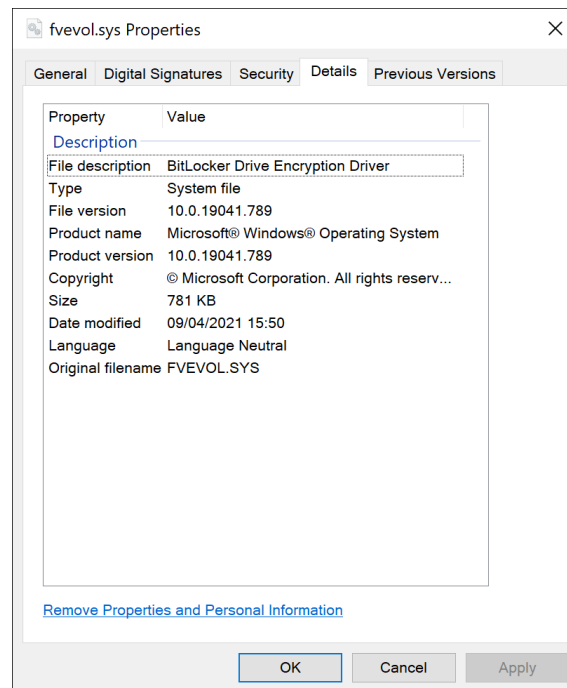 fvevol.sys Properties
General Digital Signatures Security Details Previous Versions
Property Value
Description
File description BitLocker Drive Encryption Driver
Type System file
File version 10.0.19041.789
Product name Microsoft® Windows® Operating System
Product version 10.0.19041.789
Copyright © Microsoft Corporation. All rights reserv...
Size 781 KB
Date modified 09/04/2021 15:50
Language Language Neutral
Original filename FVEVOL.SYS
Remove Properties and Personal Information
OK Cancel Apply